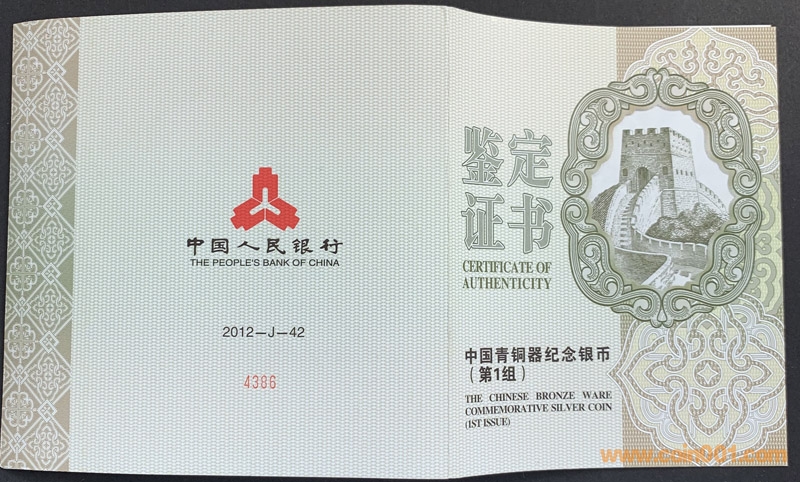 中国人民银行
THE PEOPLE'S BANK OF CHINA
2012-J-42
4386
鉴定
证书
CERTIFICATE OF
AUTHENTICITY
中国青铜器纪念银币
（第1组）
THE CHINESE BRONZE WARE
COMMEMORATIVE SILVER COIN
(1ST ISSUE)
www.coin001.com